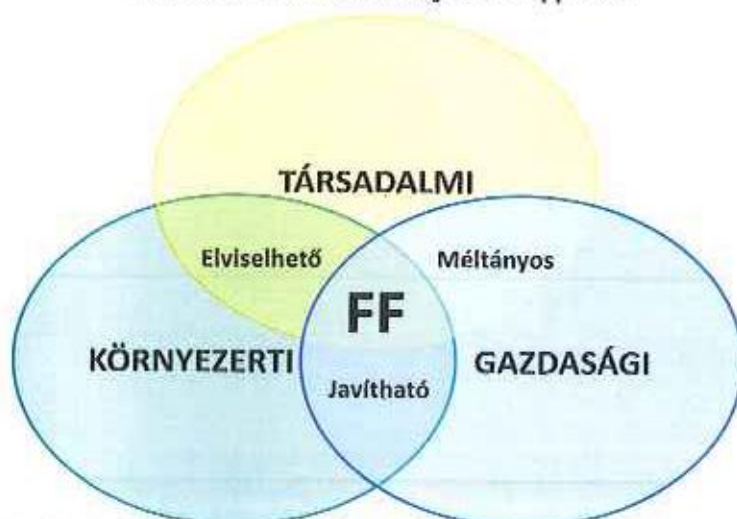 TÁRSADALMI
Elviselhető
Méltányos
FF
KÖRNYEZERTI
GAZDASÁGI
Javítható